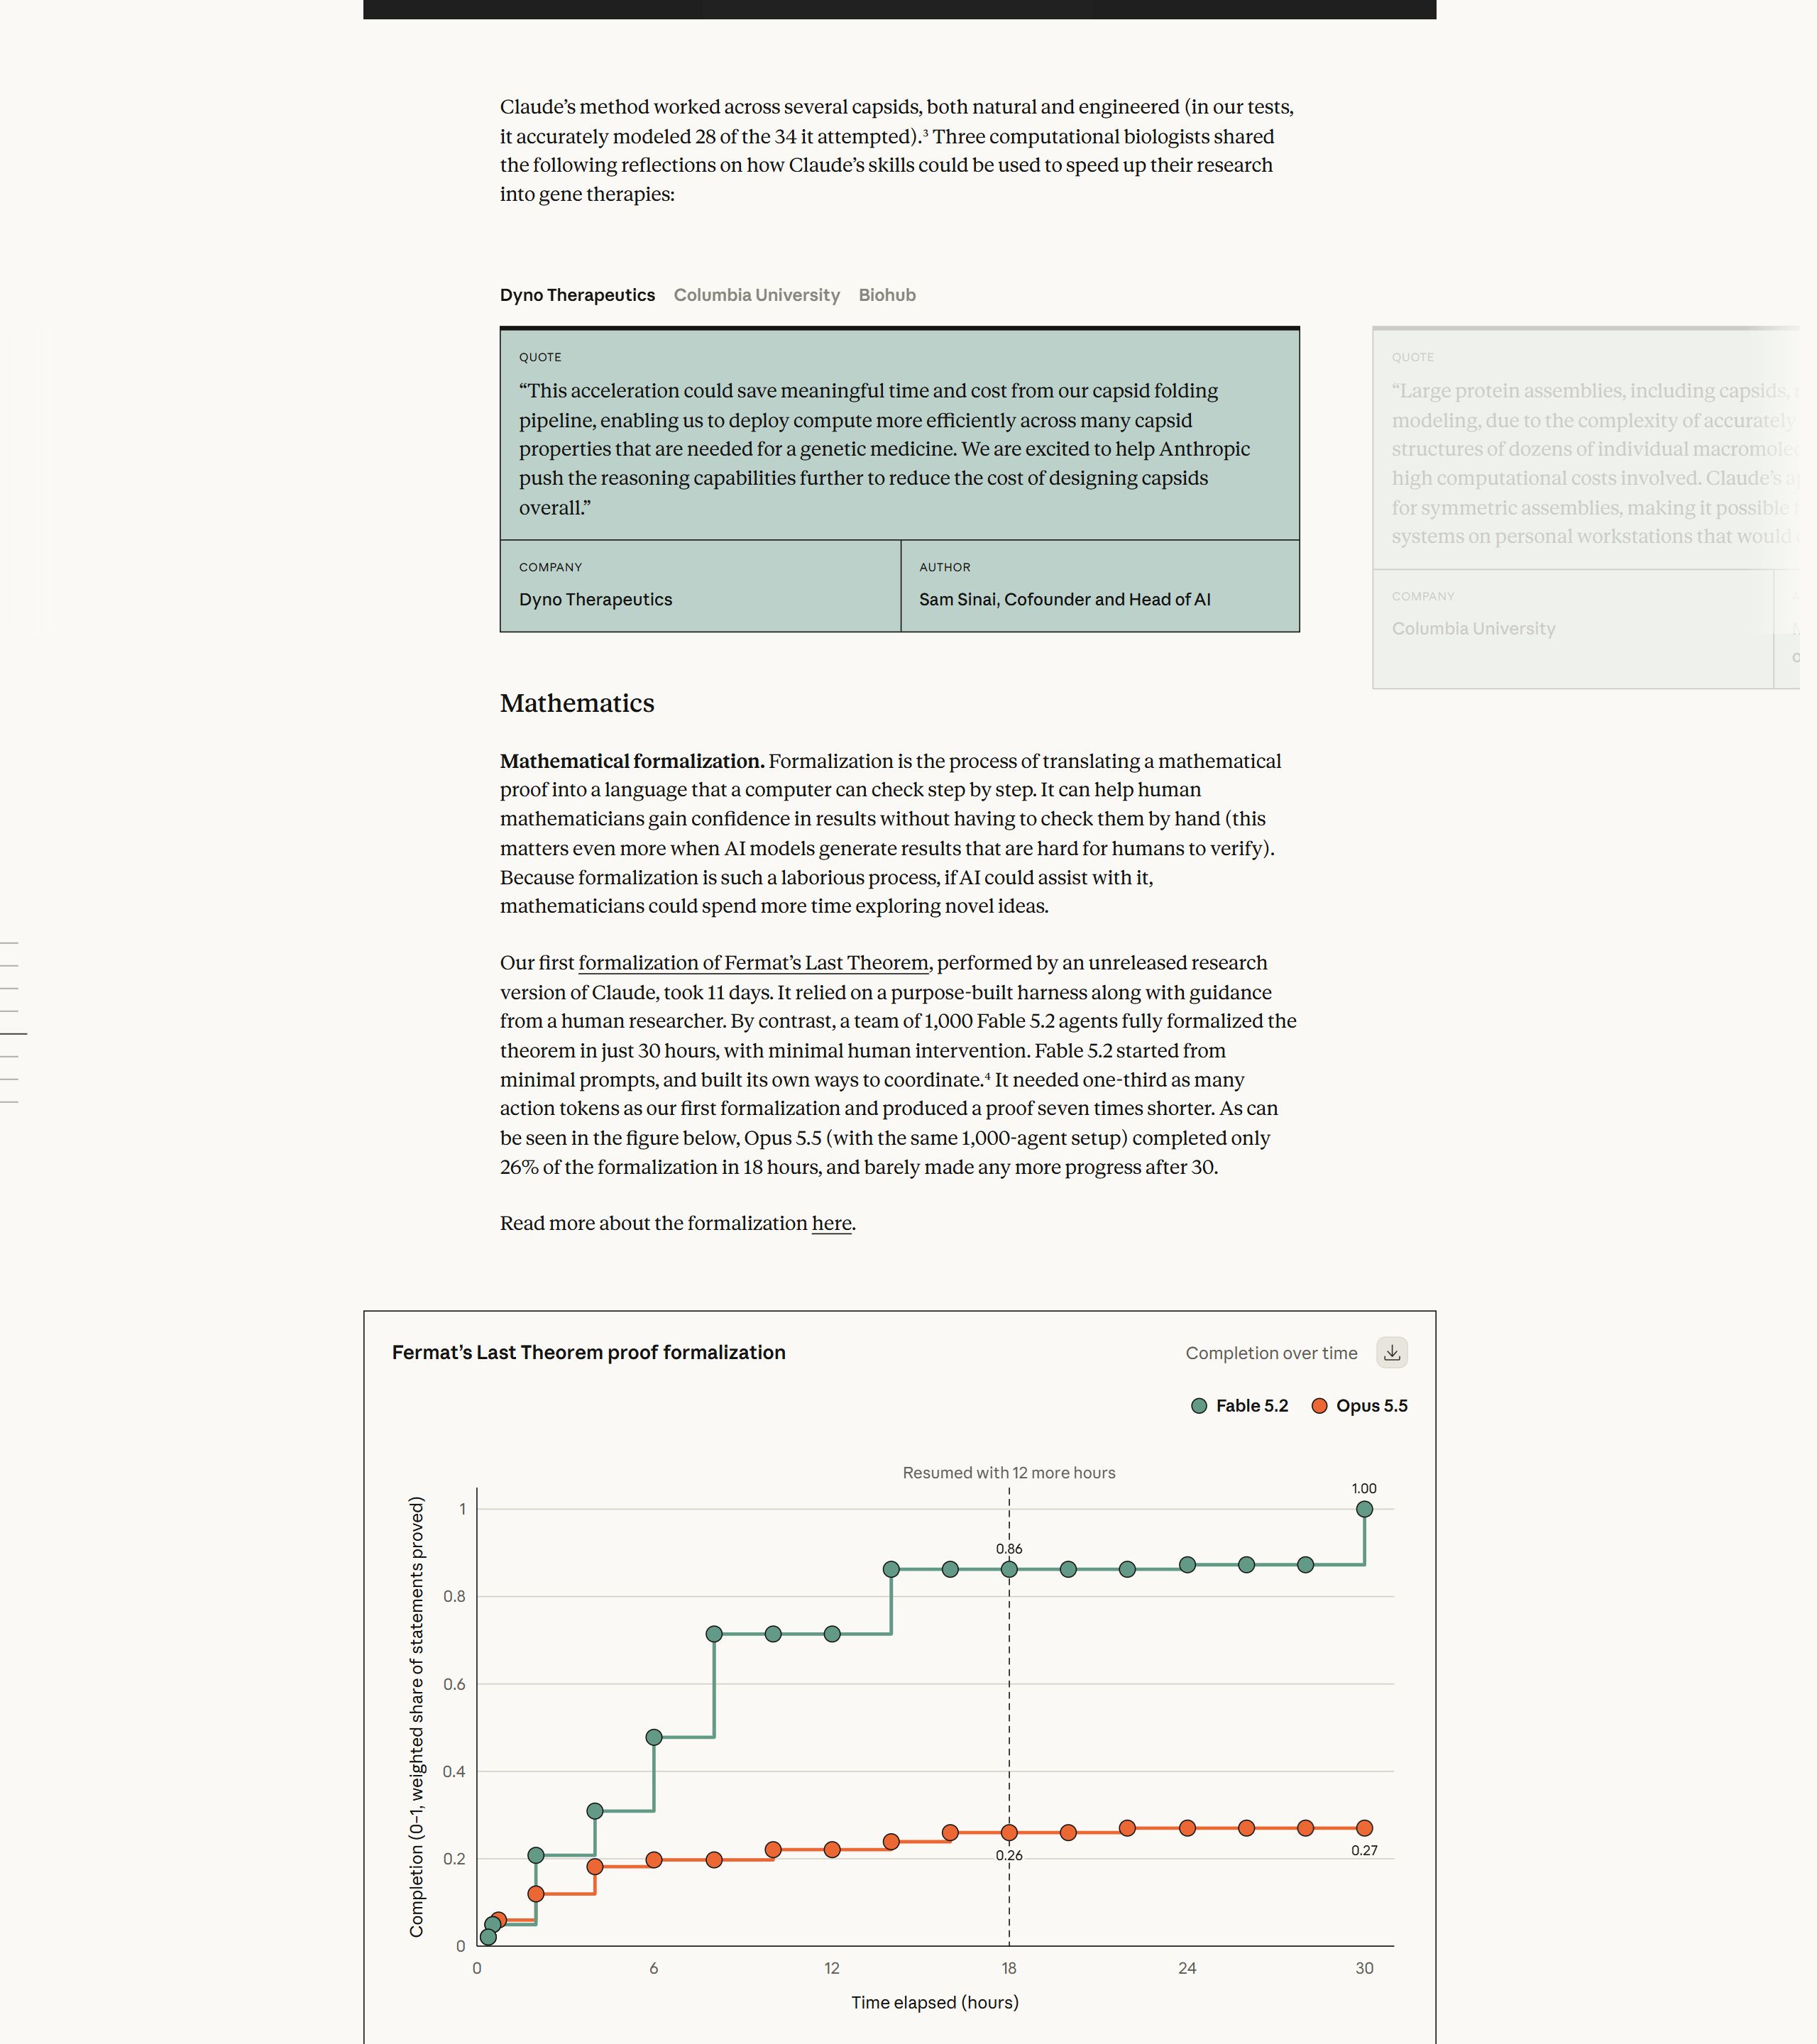 Claude’s method worked across several capsids, both natural and engineered (in our tests,
it accurately modeled 28 of the 34 it attempted).³ Three computational biologists shared
the following reflections on how Claude’s skills could be used to speed up their research
into gene therapies:
Dyno Therapeutics Columbia University Biohub
QUOTE
“This acceleration could save meaningful time and cost from our capsid folding
pipeline, enabling us to deploy compute more efficiently across many capsid
properties that are needed for a genetic medicine. We are excited to help Anthropic
push the reasoning capabilities further to reduce the cost of designing capsids
overall.”
COMPANY
Dyno Therapeutics
AUTHOR
Sam Sinai, Cofounder and Head of AI
QUOTE
“Large protein assemblies, including capsids,
modeling, due to the complexity of accurately
structures of dozens of individual
high computational costs involved. Claude’s
for symmetric assemblies, making it possible
systems on personal workstations that would
COMPANY
Columbia University
Mathematics
Mathematical formalization. Formalization is the process of translating a mathematical
proof into a language that a computer can check step by step. It can help human
mathematicians gain confidence in results without having to check them by hand (this
matters even more when AI models generate results that are hard for humans to verify).
Because formalization is such a laborious process, if AI could assist with it,
mathematicians could spend more time exploring novel ideas.
Our first formalization of Fermat’s Last Theorem, performed by an unreleased research
version of Claude, took 11 days. It relied on a purpose-built harness along with guidance
from a human researcher. By contrast, a team of 1,000 Fable 5.2 agents fully formalized the
theorem in just 30 hours, with minimal human intervention. Fable 5.2 started from
minimal prompts, and built its own ways to coordinate.⁴ It needed one-third as many
action tokens as our first formalization and produced a proof seven times shorter. As can
be seen in the figure below, Opus 5.5 (with the same 1,000-agent setup) completed only
26% of the formalization in 18 hours, and barely made any more progress after 30.
Read more about the formalization here.
Fermat’s Last Theorem proof formalization
Completion over time
Fable 5.2 Opus 5.5
Resumed with 12 more hours
Completion (0–1, weighted share of statements proved)
1.00
1
0.86
0.8
0.6
0.4
0.27
0.26
0.2
0
0 6 12 18 24 30
Time elapsed (hours)